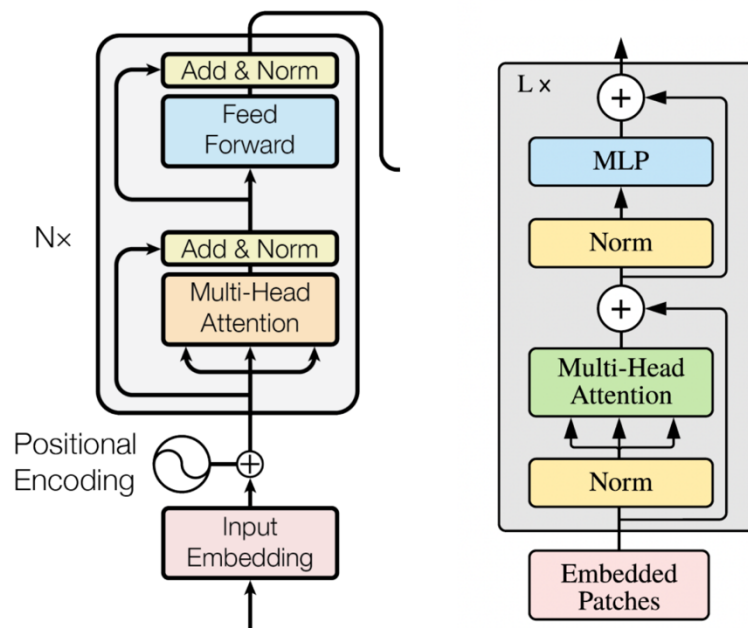 Add & Norm
Feed
Forward
N×
Add & Norm
Multi-Head
Attention
Positional
Encoding
Input
Embedding
L ×
+
MLP
Norm
+
Multi-Head
Attention
Norm
Embedded
Patches